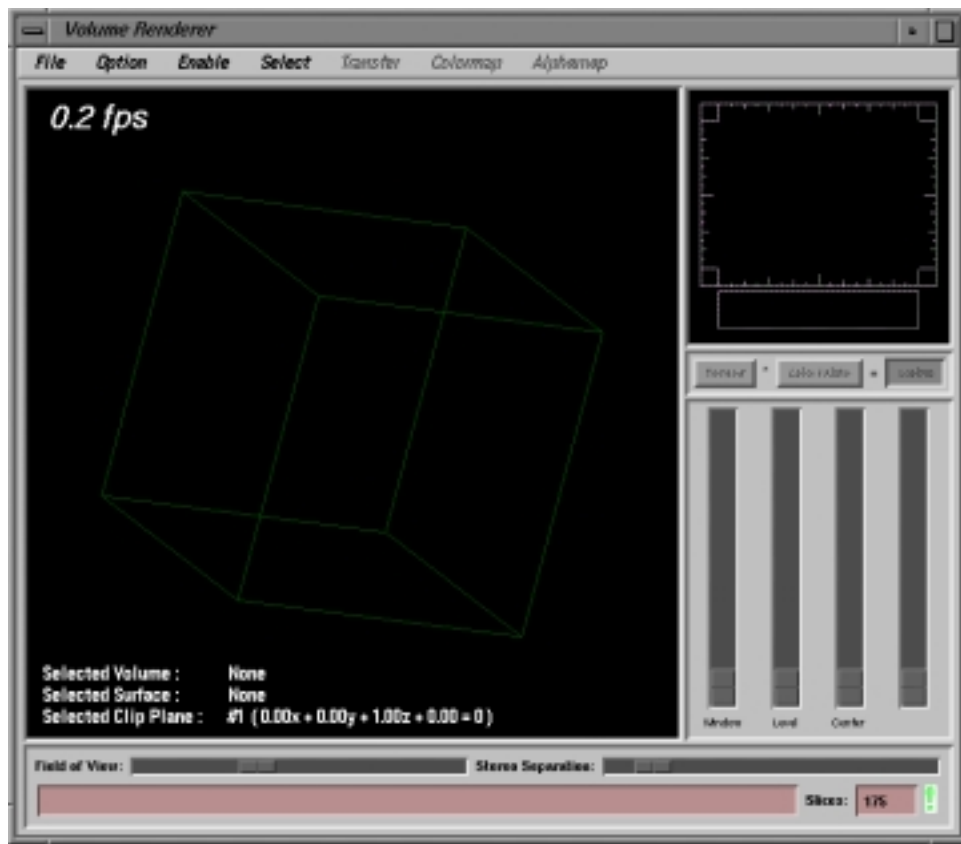 Volume Renderer
File Option Enable Select Transfer Colormap Alphamap
0.2 fps
Selected Volume : None
Selected Surface : None
Selected Clip Plane : #1 ( 0.00x + 0.00y + 1.00z + 0.00 = 0 )
Window Level Center
Field of View: Stereo Separation:
Slices: 175 !